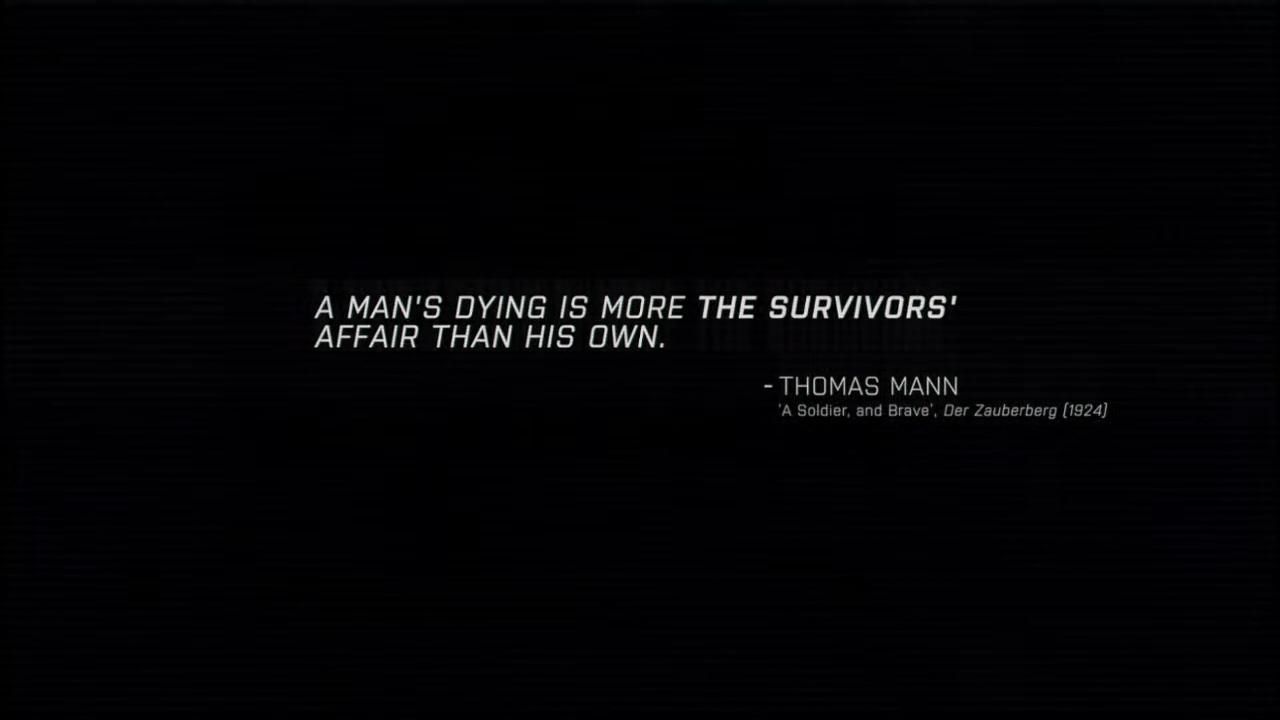 A MAN'S DYING IS MORE THE SURVIVORS'
AFFAIR THAN HIS OWN.
- THOMAS MANN
'A Soldier, and Brave', Der Zauberberg (1924)